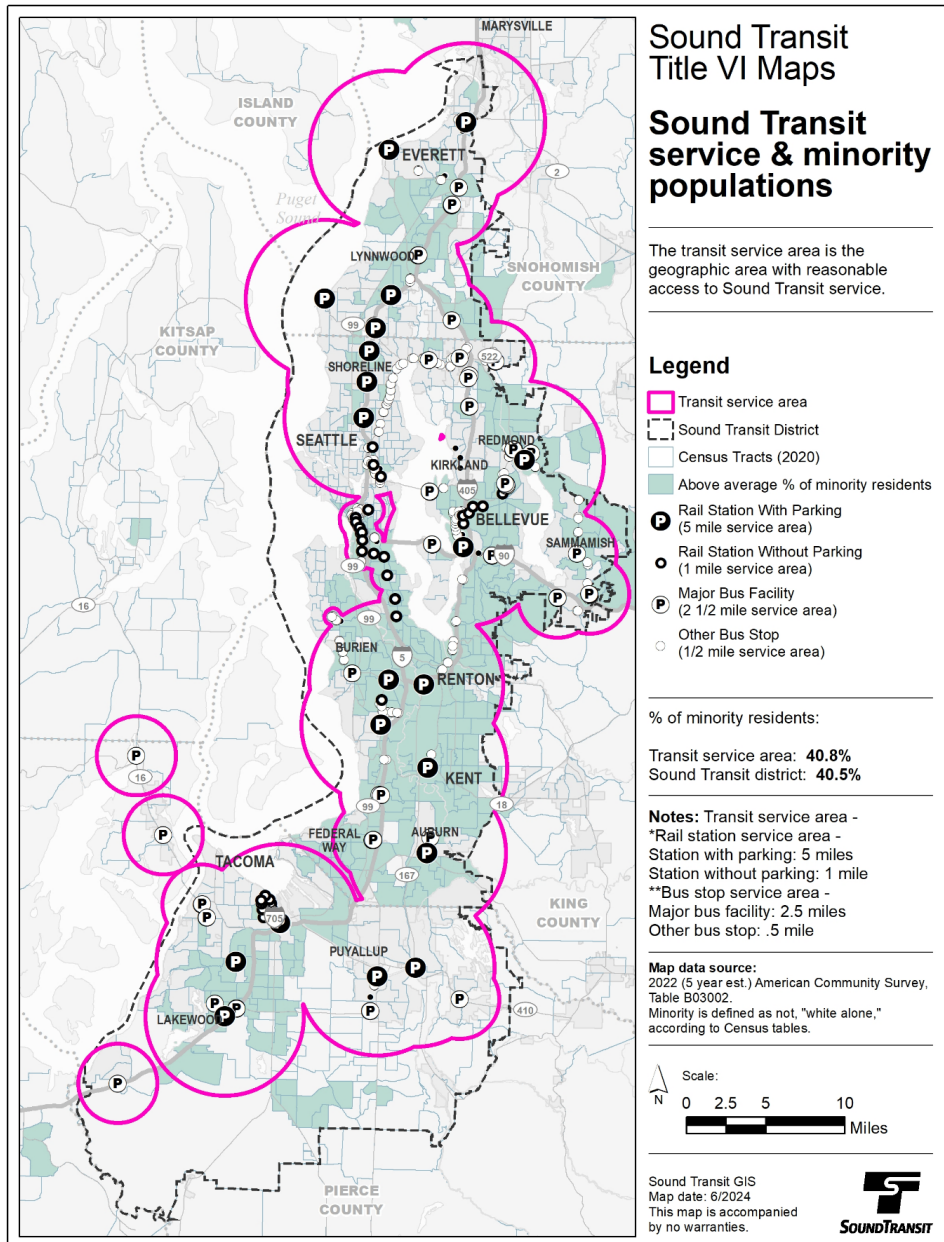 MARYSVILLE
ISLAND
COUNTY
P
P
EVERETT
2
P
P
Puget
Sound
LYNNWOOD
P
SNOHOMISH
COUNTY
P
P
99
P
P
KITSAP
COUNTY
P
SHORELINE
P
P
522
P
P
P
P
SEATTLE
REDMOND
P
P
KIRKLAND
P
405
P
BELLEVUE
P
P
P
90
SAMMAMISH
P
99
16
P
P
99
BURIEN
P
5
P
P
RENTON
P
P
16
P
KENT
P
99
18
P
FEDERAL
WAY
P
AUBURN
P
P
TACOMA
167
P
P
705
KING
COUNTY
PUYALLUP
P
P
P
P
P
P
LAKEWOOD
P
P
410
P
PIERCE
COUNTY
Sound Transit
Title VI Maps
Sound Transit
service & minority
populations
The transit service area is the
geographic area with reasonable
access to Sound Transit service.
Legend
Transit service area
Sound Transit District
Census Tracts (2020)
Above average % of minority residents
P Rail Station With Parking
(5 mile service area)
Rail Station Without Parking
(1 mile service area)
P Major Bus Facility
(2 1/2 mile service area)
Other Bus Stop
(1/2 mile service area)
% of minority residents:
Transit service area: 40.8%
Sound Transit district: 40.5%
Notes: Transit service area -
*Rail station service area -
Station with parking: 5 miles
Station without parking: 1 mile
**Bus stop service area -
Major bus facility: 2.5 miles
Other bus stop: .5 mile
Map data source:
2022 (5 year est.) American Community Survey,
Table B03002.
Minority is defined as not, "white alone,"
according to Census tables.
N
Scale:
0 2.5 5 10
Miles
Sound Transit GIS
Map date: 6/2024
This map is accompanied
by no warranties.
SOUNDTRANSIT